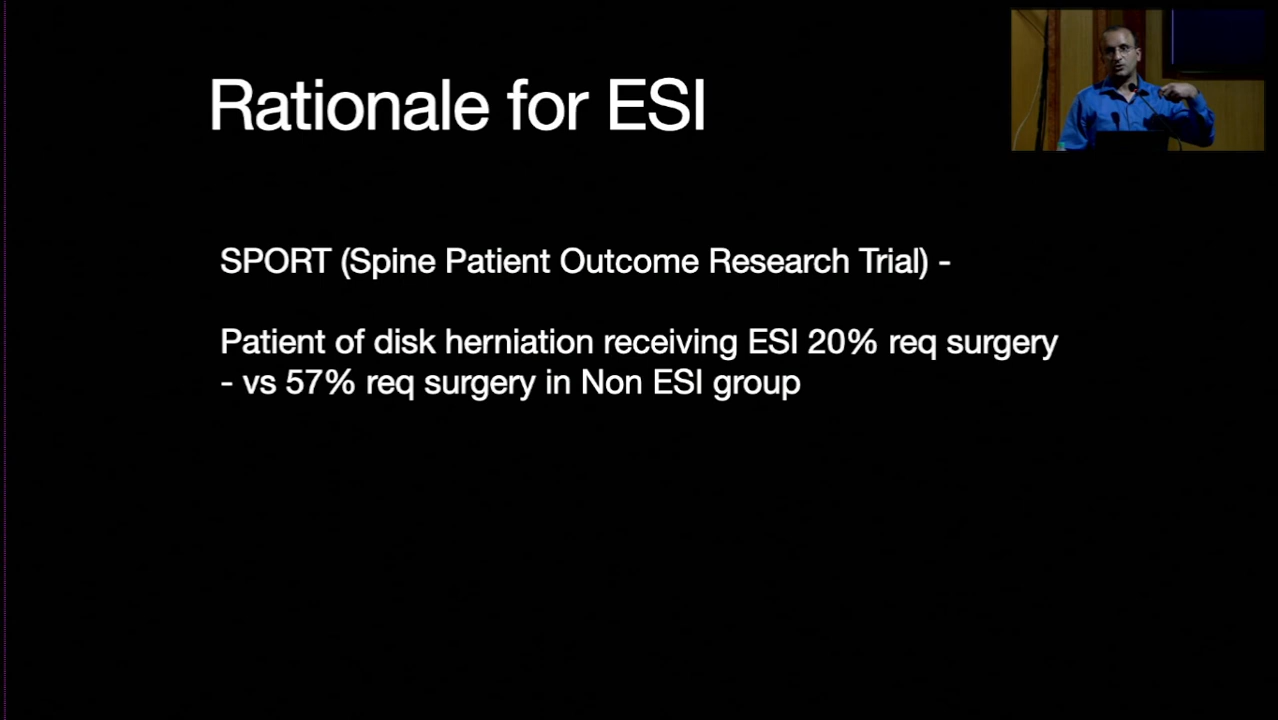 Rationale for ESI
SPORT (Spine Patient Outcome Research Trial) -
Patient of disk herniation receiving ESI 20% req surgery
- vs 57% req surgery in Non ESI group